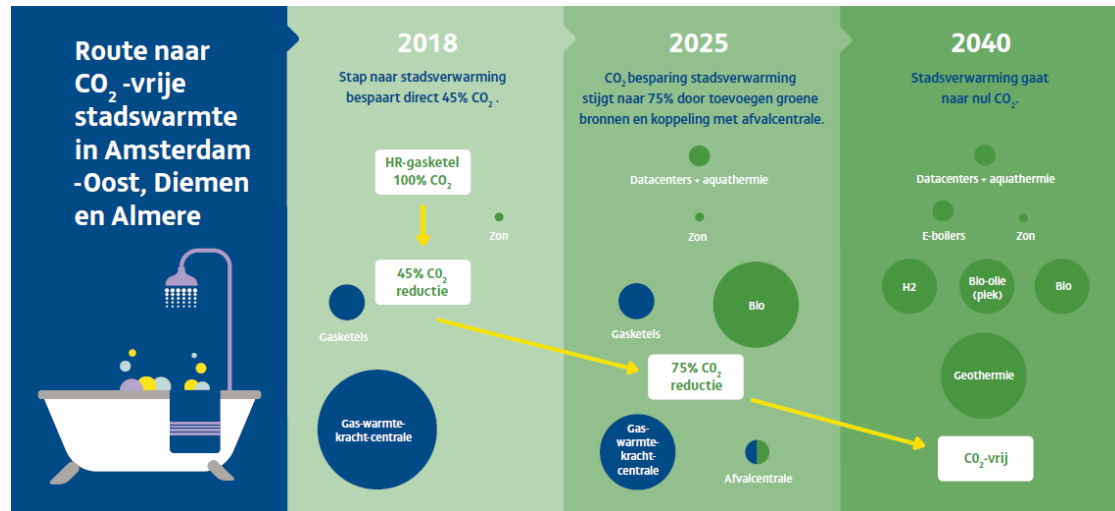 Route naar
CO₂ -vrije
stadswarmte
in Amsterdam
-Oost, Diemen
en Almere
2018
Stap naar stadsverwarming
bespaart direct 45% CO₂ .
HR-gasketel
100% CO₂
Zon
45% CO₂
reductie
Gasketels
Gas-warmte-
kracht-centrale
2025
CO₂ besparing stadsverwarming
stijgt naar 75% door toevoegen groene
bronnen en koppeling met afvalcentrale.
Datacenters + aquathermie
Zon
Bio
Gasketels
75% CO₂
reductie
Gas-
warmte-
kracht-
centrale
Afvalcentrale
2040
Stadsverwarming gaat
naar nul CO₂.
Datacenters + aquathermie
E-boilers
Zon
H2
Bio-olie
(piek)
Bio
Geothermie
CO₂-vrij